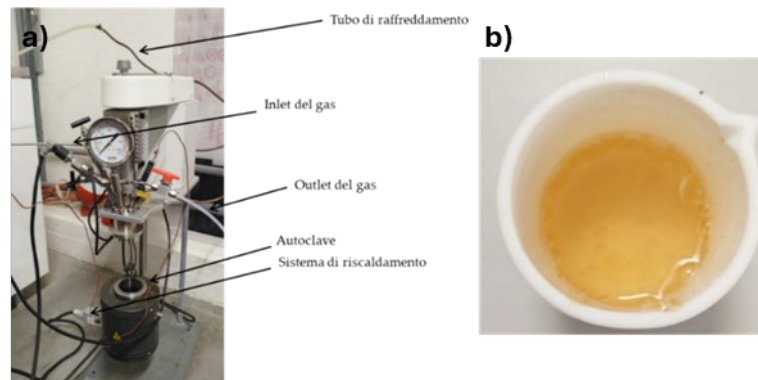 a)
Tubo di raffreddamento
b)
Inlet del gas
Outlet del gas
Autoclave
Sistema di riscaldamento